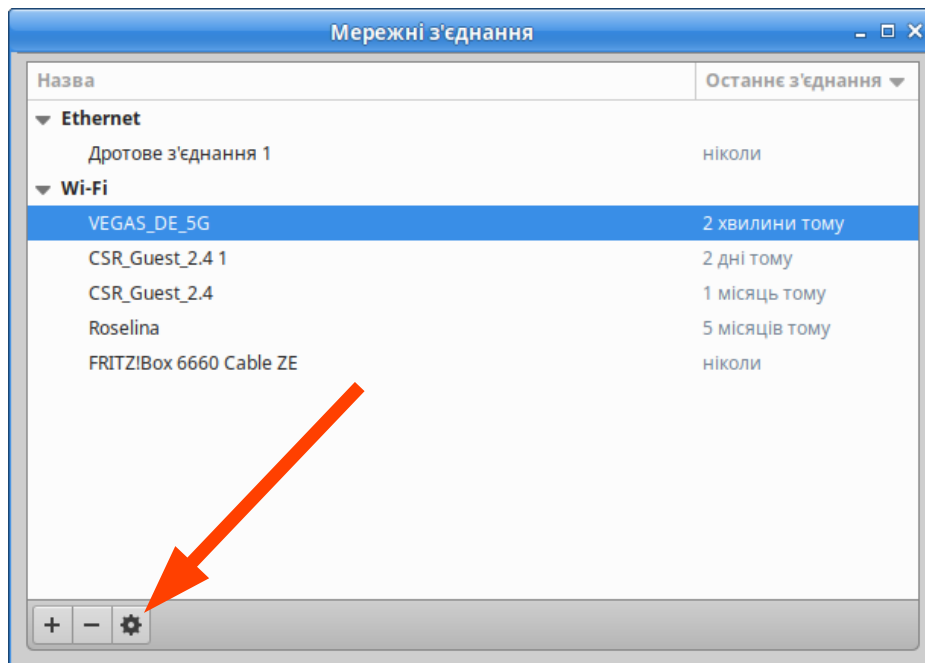 Мережні з'єднання
Назва Останнє з'єднання
Ethernet
Дротове з'єднання 1 ніколи
Wi-Fi
VEGAS_DE_5G 2 хвилини тому
CSR_Guest_2.4 1 2 дні тому
CSR_Guest_2.4 1 місяць тому
Roselina 5 місяців тому
FRITZ!Box 6660 Cable ZE ніколи